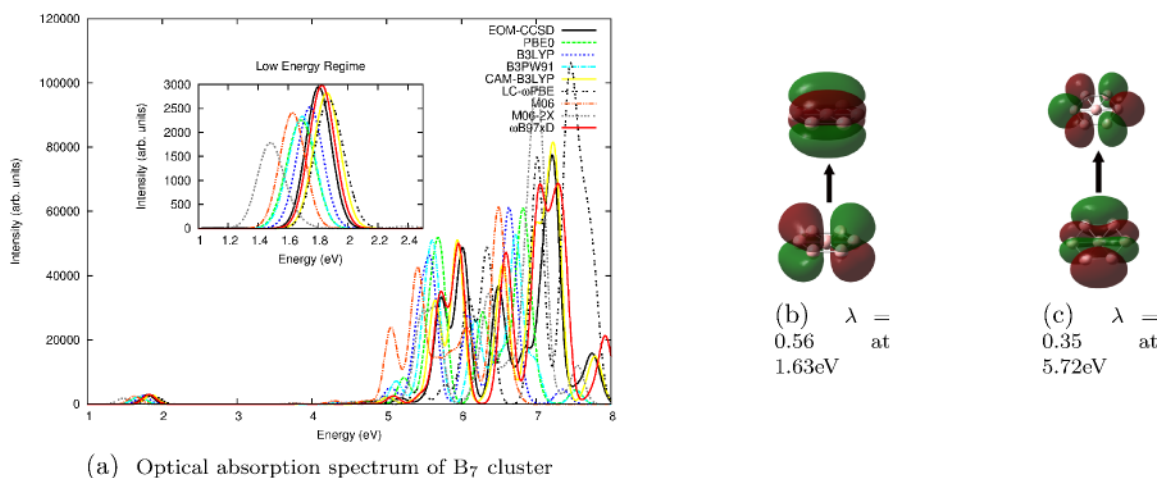 120000
100000
80000
60000
40000
20000
0
Intensity (arb. units)
1 2 3 4 5 6 7 8
Energy (eV)
EOM-CCSD
PBE0
B3LYP
B3PW91
CAM-B3LYP
LC-ωPBE
M06
M06-2X
ωB97xD
Low Energy Regime
3000
2500
2000
1500
1000
500
0
Intensity (arb. units)
1 1.2 1.4 1.6 1.8 2 2.2 2.4
Energy (eV)
(a) Optical absorption spectrum of B₇ cluster
(b) λ =
0.56 at
1.63eV
(c) λ =
0.35 at
5.72eV